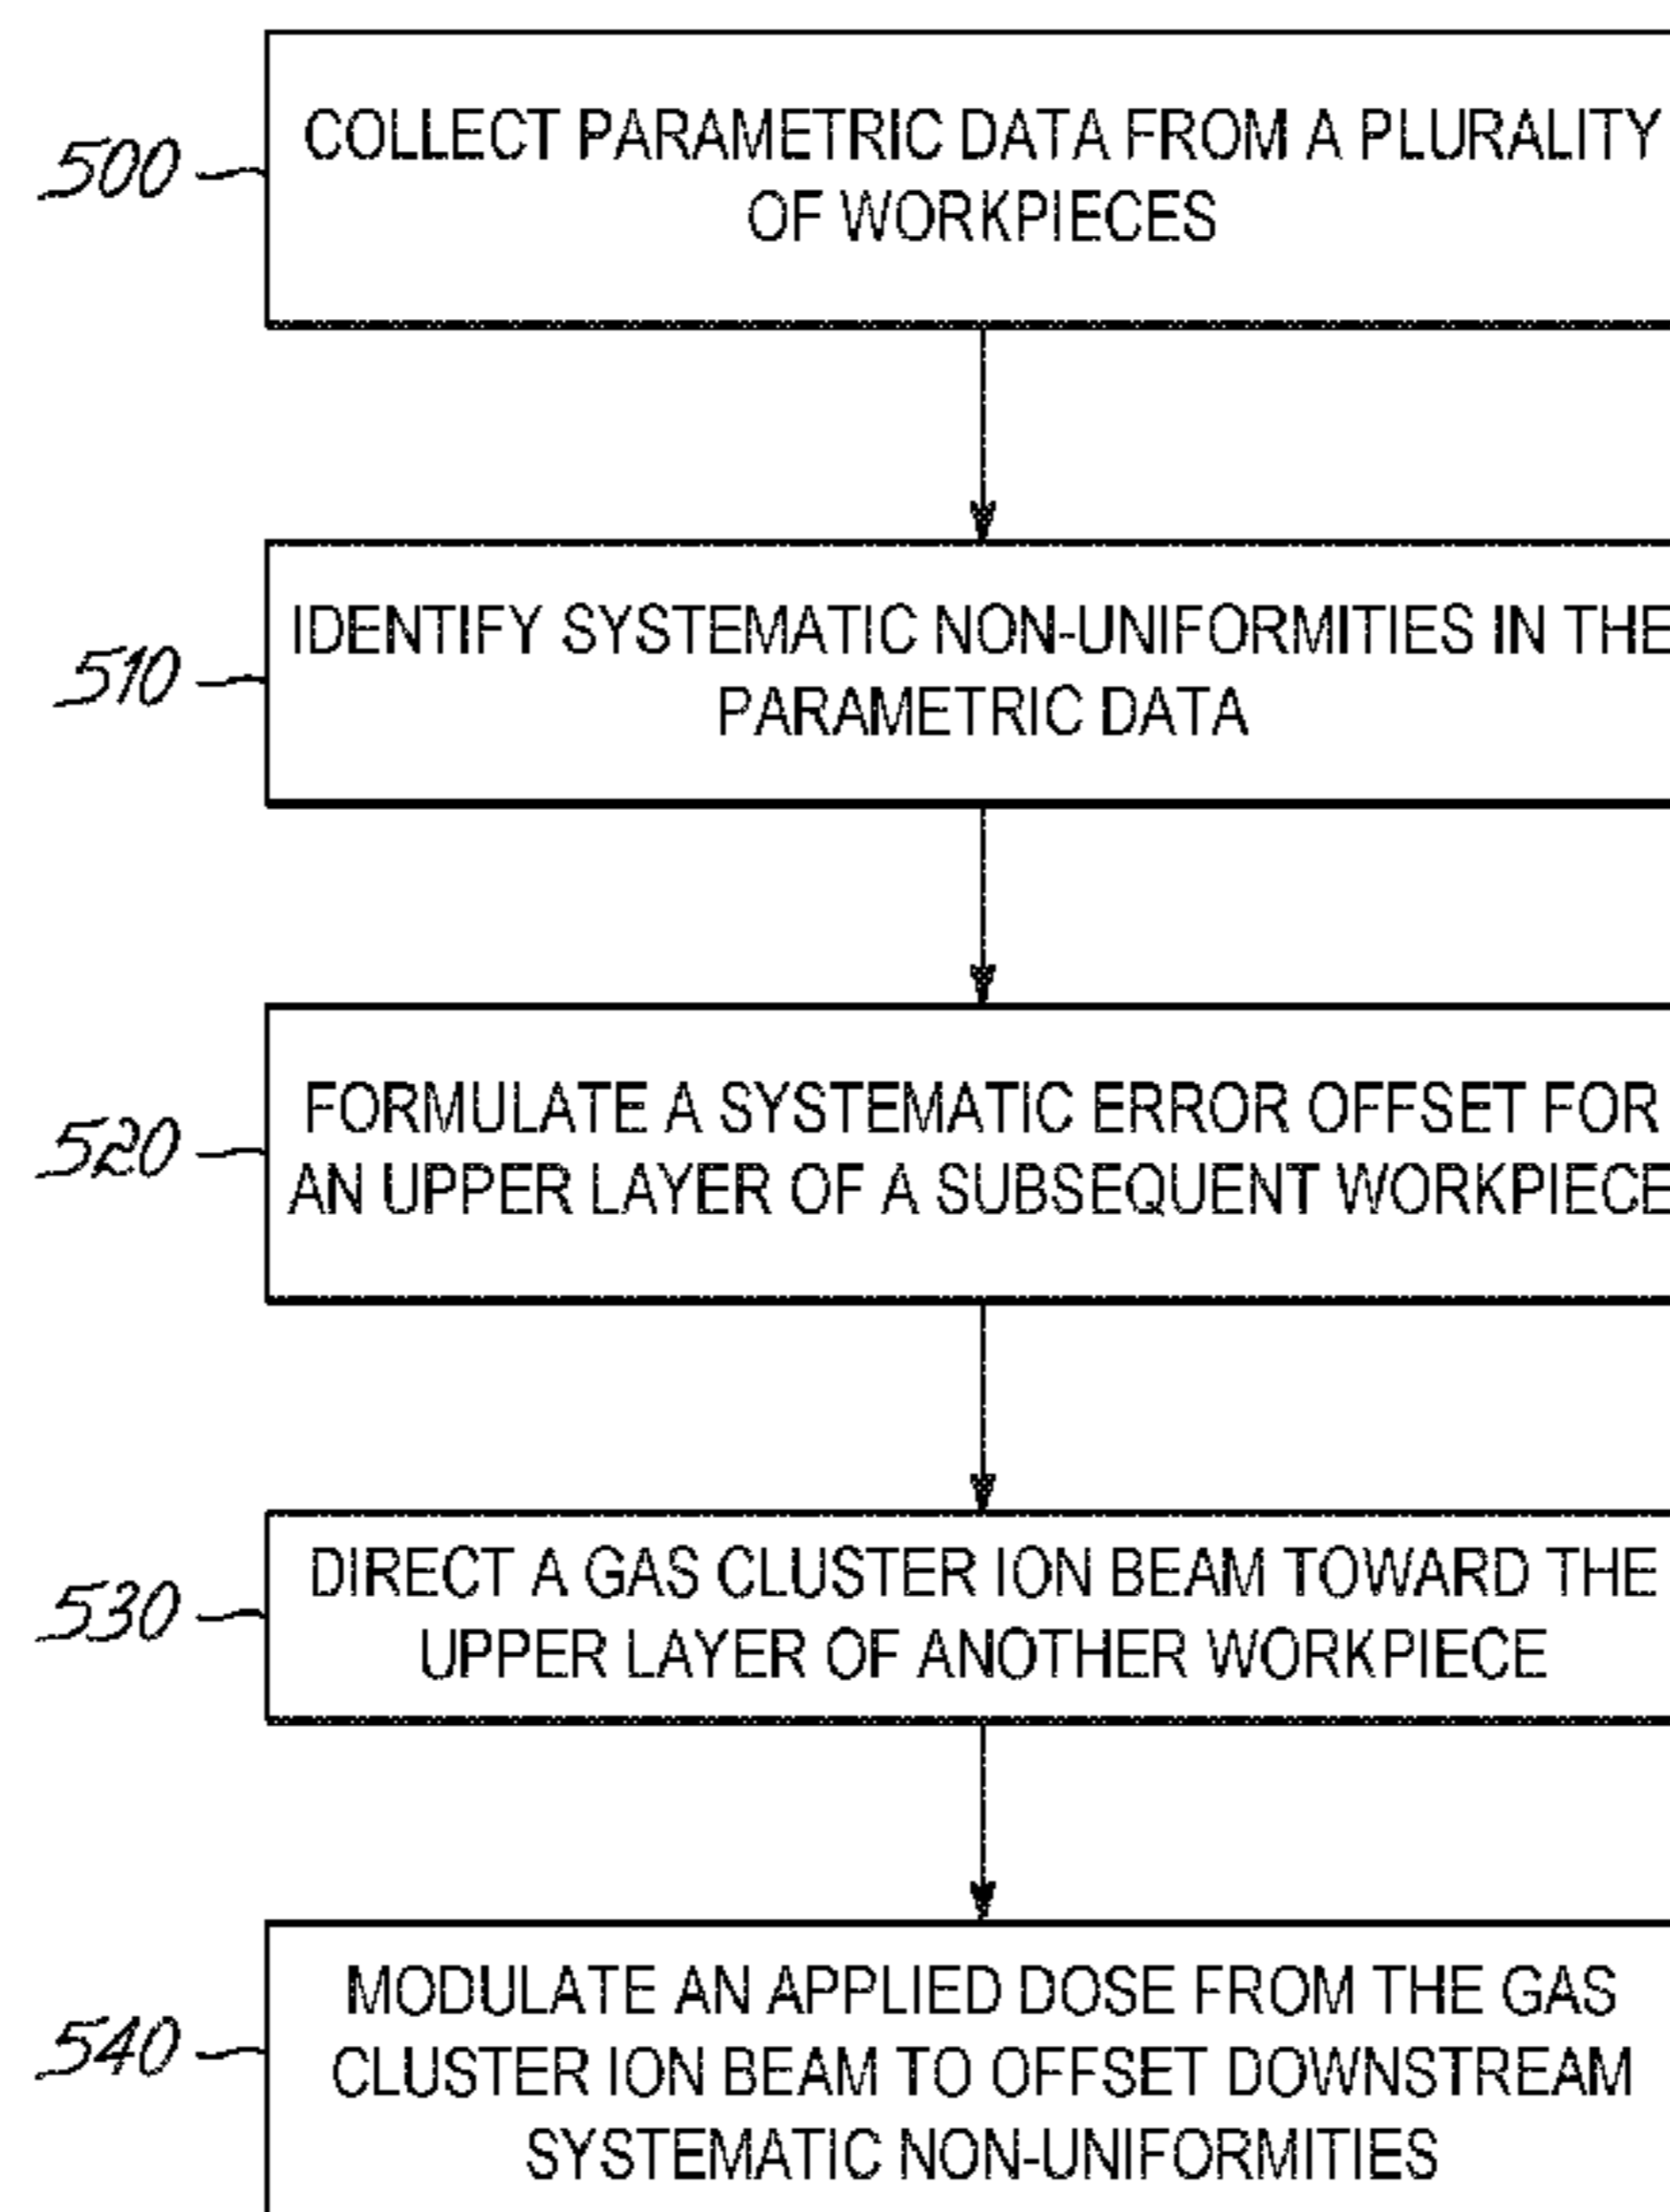 500
COLLECT PARAMETRIC DATA FROM A PLURALITY
OF WORKPIECES
510
IDENTIFY SYSTEMATIC NON-UNIFORMITIES IN THE
PARAMETRIC DATA
520
FORMULATE A SYSTEMATIC ERROR OFFSET FOR
AN UPPER LAYER OF A SUBSEQUENT WORKPIECE
530
DIRECT A GAS CLUSTER ION BEAM TOWARD THE
UPPER LAYER OF ANOTHER WORKPIECE
540
MODULATE AN APPLIED DOSE FROM THE GAS
CLUSTER ION BEAM TO OFFSET DOWNSTREAM
SYSTEMATIC NON-UNIFORMITIES